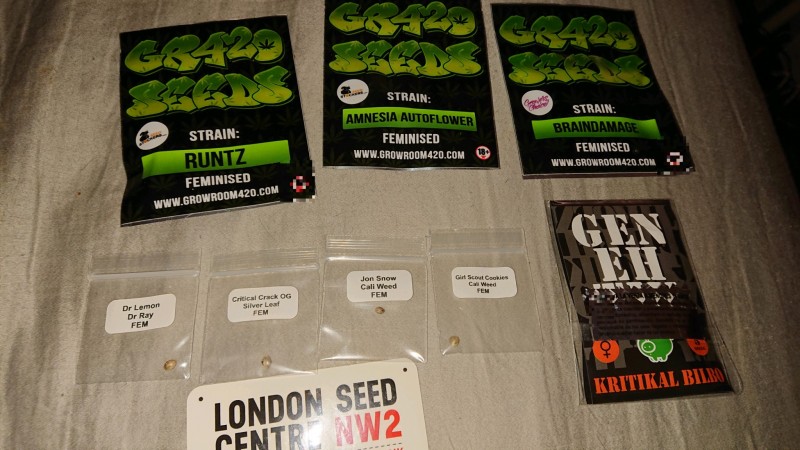 GR420
SEEDS
STRAIN:
RUNTZ
FEMINISED
WWW.GROWROOM420.COM
GR420
SEEDS
STRAIN:
AMNESIA AUTOFLOWER
FEMINISED
WWW.GROWROOM420.COM
18+
GR420
SEEDS
STRAIN:
BRAINDAMAGE
FEMINISED
WWW.GROWROOM420.COM
Dr Lemon
Dr Ray
FEM
Critical Crack OG
Silver Leaf
FEM
Jon Snow
Cali Weed
FEM
Girl Scout Cookies
Cali Weed
FEM
GEN
EH
KRITIKAL BILBO
LONDON SEED
CENTRE NW2